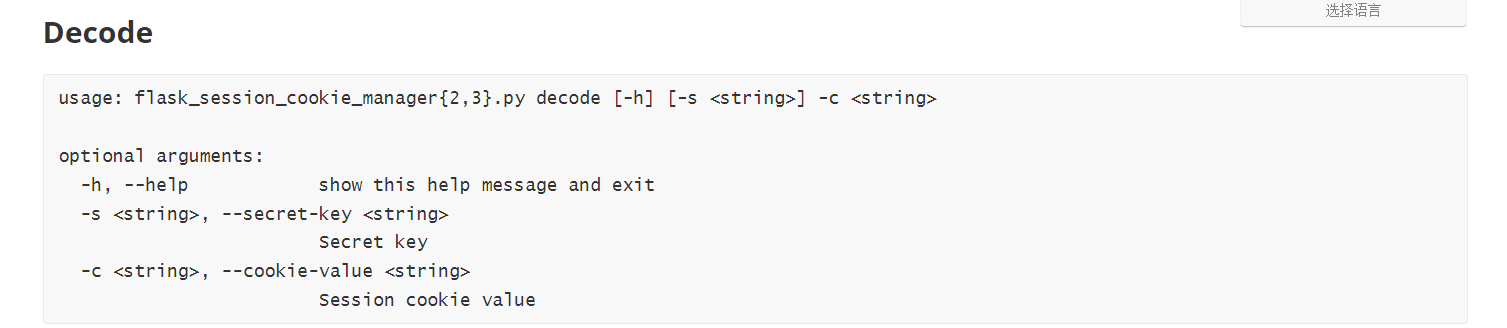 选择语言
Decode
usage: flask_session_cookie_manager{2,3}.py decode [-h] [-s <string>] -c <string>
optional arguments:
-h, --help            show this help message and exit
-s <string>, --secret-key <string>
Secret key
-c <string>, --cookie-value <string>
Session cookie value